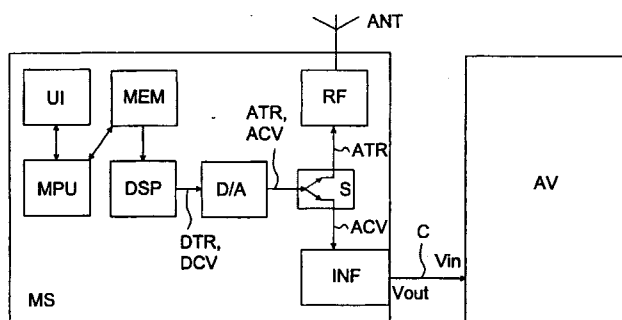 ANT
UI
MEM
RF
ATR,
ACV
ATR
MPU
DSP
D/A
S
AV
DTR,
DCV
ACV
C
Vin
INF
Vout
MS